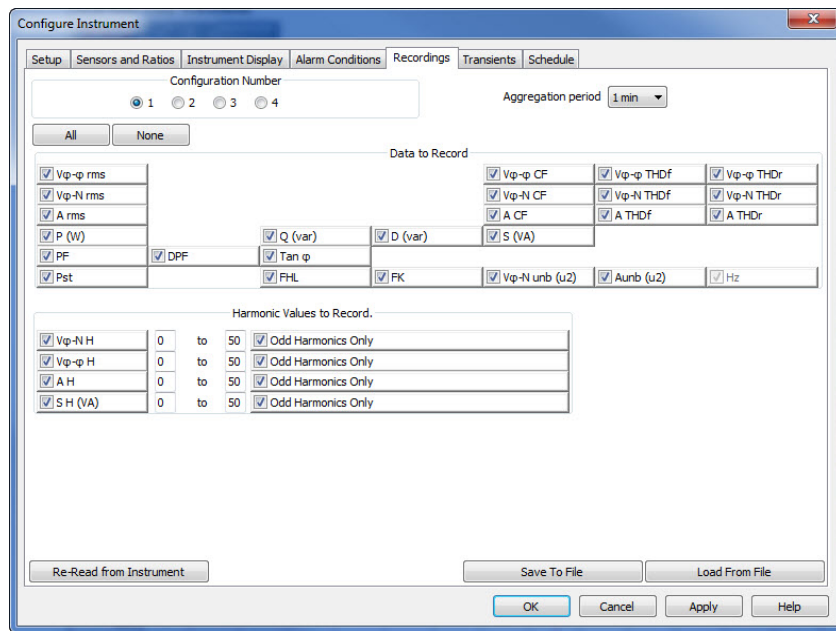 Configure Instrument
Setup Sensors and Ratios Instrument Display Alarm Conditions Recordings Transients Schedule
Configuration Number
1 2 3 4
Aggregation period 1 min
All None
Data to Record
Vφ-φ rms Vφ-φ CF Vφ-φ THDf Vφ-φ THDr
Vφ-N rms Vφ-N CF Vφ-N THDf Vφ-N THDr
A rms A CF A THDf A THDr
P (W) Q (var) D (var) S (VA)
PF DPF Tan φ
Pst FHL FK Vφ-N unb (u2) Aunb (u2) Hz
Harmonic Values to Record.
Vφ-N H 0 to 50 Odd Harmonics Only
Vφ-φ H 0 to 50 Odd Harmonics Only
A H 0 to 50 Odd Harmonics Only
S H (VA) 0 to 50 Odd Harmonics Only
Re-Read from Instrument Save To File Load From File
OK Cancel Apply Help